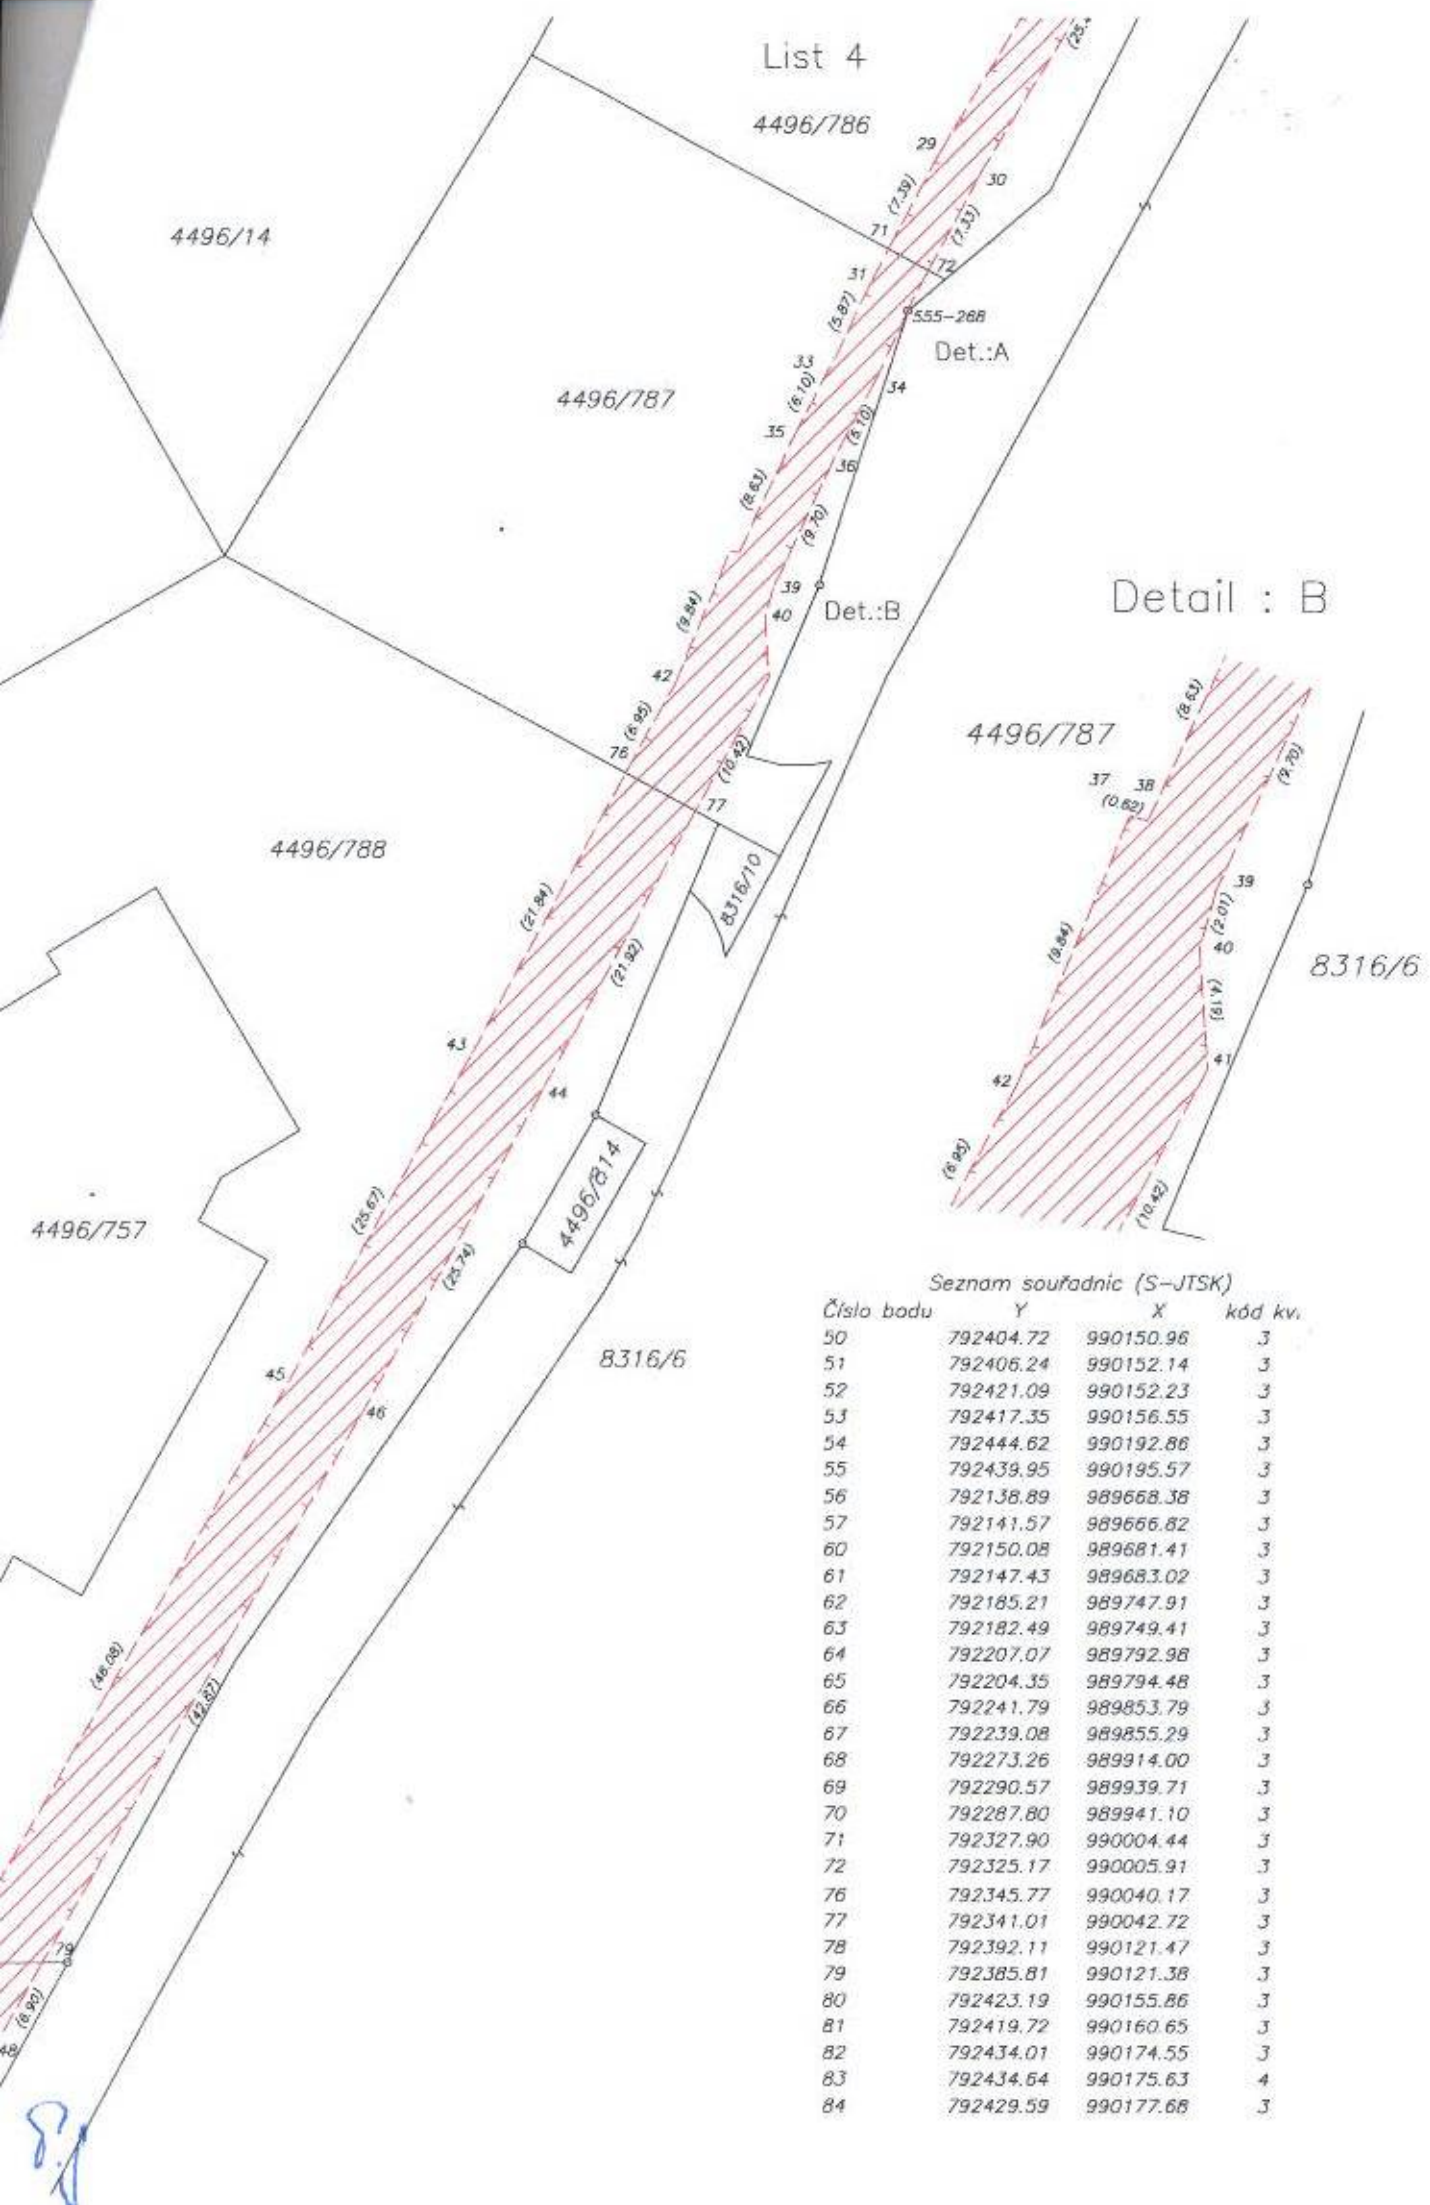 List 4
(25.4
4496/786
29
30
4496/14
(7.39)
(7.33)
71
72
31
555-268
(5.87)
Det.:A
33
34
4496/787
(6.10)
(5.10)
35
36
(8.63)
(9.70)
39
Det.:B
40
(9.84)
42
(6.95)
76
(10.42)
77
4496/788
8316/10
(21.84)
(21.92)
43
44
4496/814
(25.67)
4496/757
(25.74)
8316/6
45
46
(46.08)
(42.87)
79
(6.90)
48
Detail : B
(8.63)
4496/787
(9.70)
37 38
(0.62)
39
(2.01)
(9.84)
40
8316/6
(4.19)
41
42
(6.95)
(10.42)
Seznam souřadnic (S-JTSK)
Číslo bodu Y X kód kv.
50 792404.72 990150.96 3
51 792406.24 990152.14 3
52 792421.09 990152.23 3
53 792417.35 990156.55 3
54 792444.62 990192.86 3
55 792439.95 990195.57 3
56 792138.89 989668.38 3
57 792141.57 989666.82 3
60 792150.08 989681.41 3
61 792147.43 989683.02 3
62 792185.21 989747.91 3
63 792182.49 989749.41 3
64 792207.07 989792.98 3
65 792204.35 989794.48 3
66 792241.79 989853.79 3
67 792239.08 989855.29 3
68 792273.26 989914.00 3
69 792290.57 989939.71 3
70 792287.80 989941.10 3
71 792327.90 990004.44 3
72 792325.17 990005.91 3
76 792345.77 990040.17 3
77 792341.01 990042.72 3
78 792392.11 990121.47 3
79 792385.81 990121.38 3
80 792423.19 990155.86 3
81 792419.72 990160.65 3
82 792434.01 990174.55 3
83 792434.64 990175.63 4
84 792429.59 990177.68 3